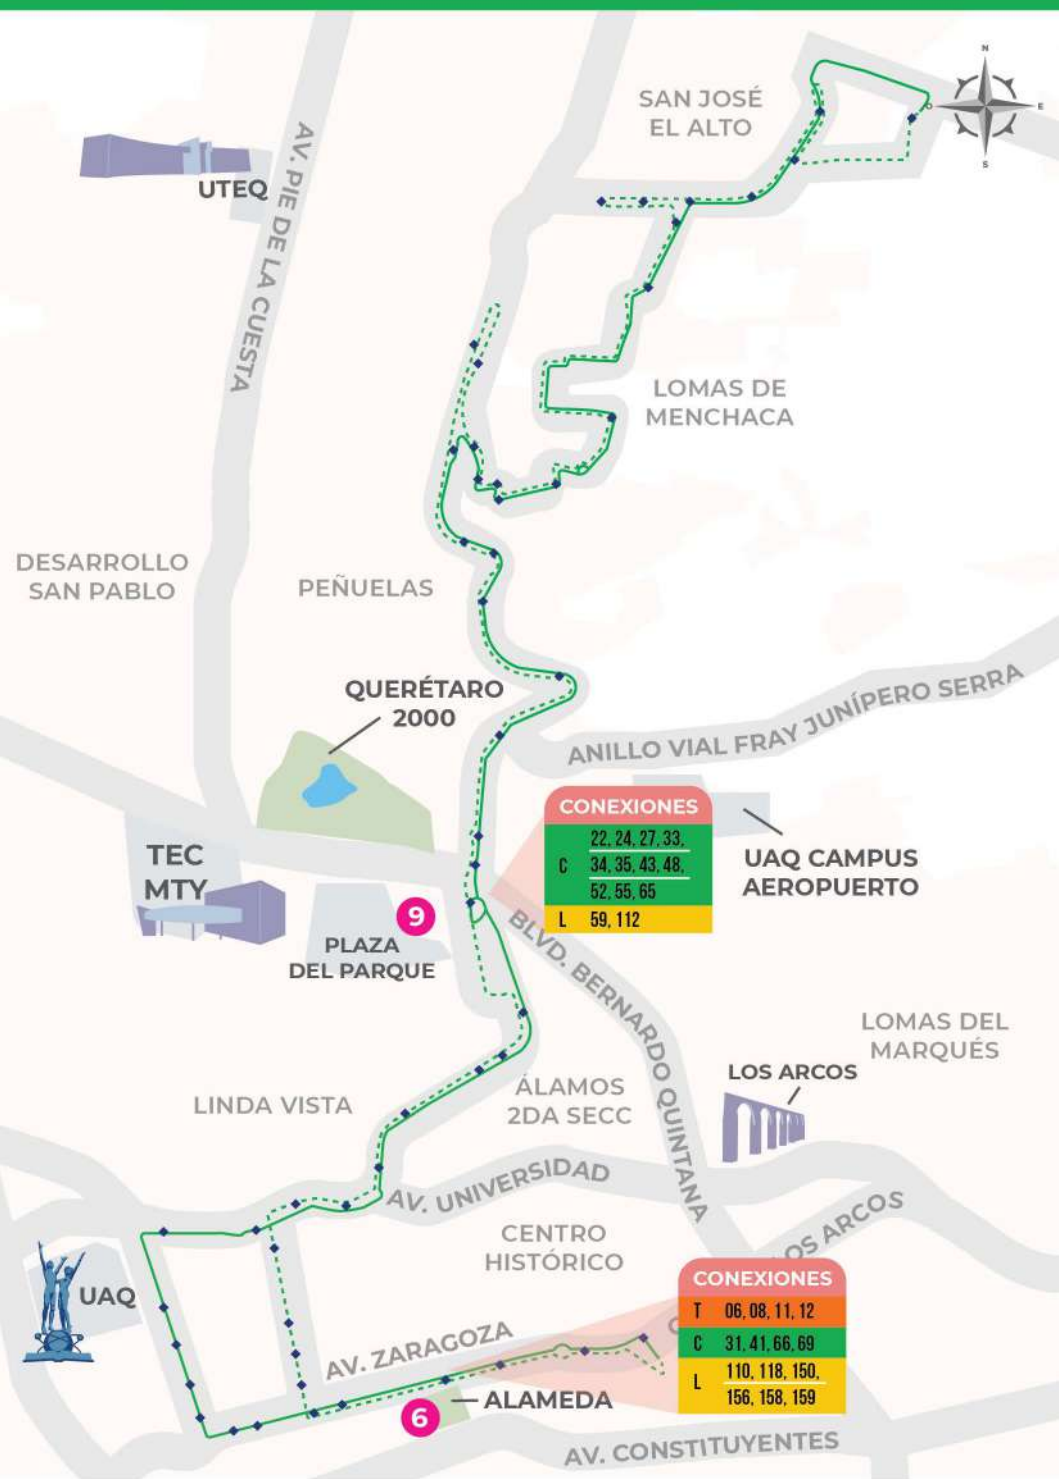 N
SAN JOSÉ
EL ALTO
O
E
S
AV. PIE DE LA CUESTA
UTEQ
LOMAS DE
MENCHACA
DESARROLLO
SAN PABLO
PEÑUELAS
QUERÉTARO
2000
ANILLO VIAL FRAY JUNÍPERO SERRA
CONEXIONES
C 22, 24, 27, 33,
34, 35, 43, 48,
52, 55, 65
L 59, 112
UAQ CAMPUS
AEROPUERTO
TEC
MTY
9
PLAZA
DEL PARQUE
BLVD. BERNARDO QUINTANA
LOMAS DEL
MARQUÉS
LOS ARCOS
ÁLAMOS
2DA SECC
LINDA VISTA
AV. UNIVERSIDAD
CENTRO
HISTÓRICO
LOS ARCOS
UAQ
CONEXIONES
T 06, 08, 11, 12
C 31, 41, 66, 69
L 110, 118, 150,
156, 158, 159
AV. ZARAGOZA
ALAMEDA
6
AV. CONSTITUYENTES